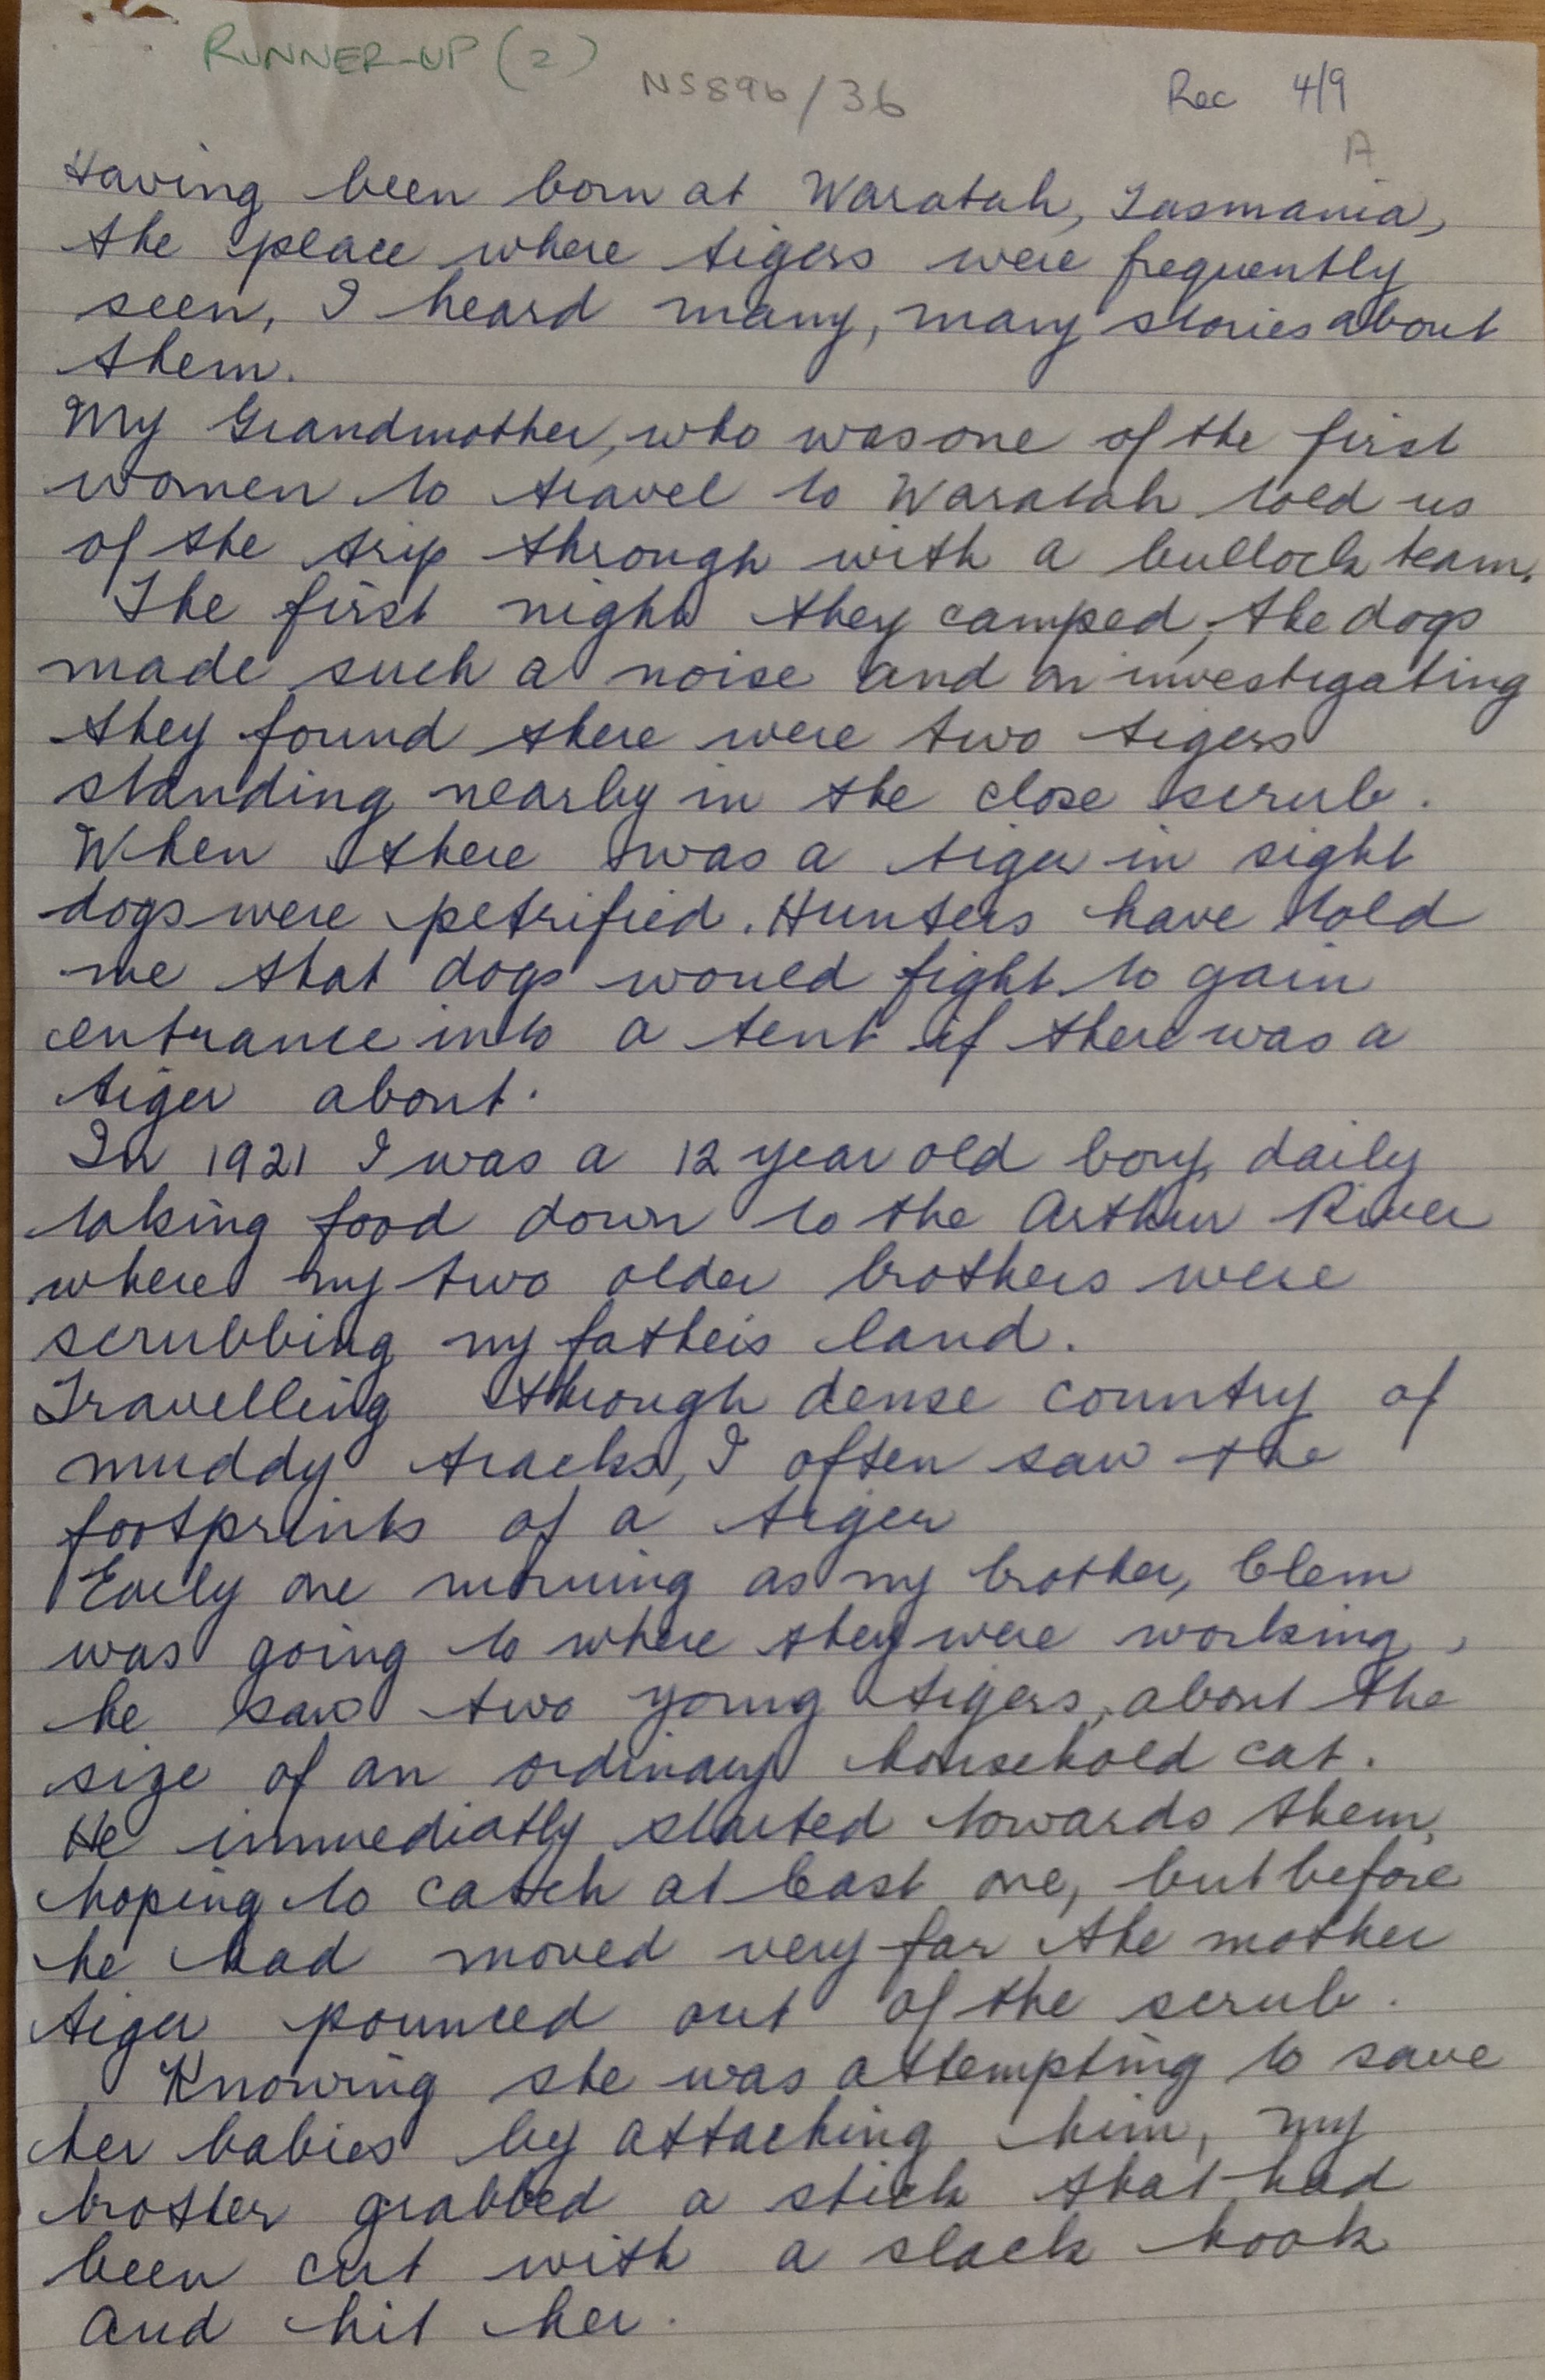 RUNNER-UP (2)
NS896/36
Rec 4/9
A
Having been born at Waratah, Tasmania,
the place where tigers were frequently
seen, I heard many, many stories about
them.
My Grandmother, who was one of the first
women to travel to Waratah told us
of the trip through with a bullock team.
The first night they camped, the dogs
made such a noise and on investigating
they found there were two tigers
standing nearby in the close scrub.
When there was a tiger in sight
dogs were petrified. Hunters have told
me that dogs would fight to gain
entrance into a tent if there was a
tiger about.
In 1921 I was a 12 year old boy, daily
taking food down to the Arthur River
where my two older brothers were
scrubbing my father's land.
Travelling through dense country of
muddy tracks, I often saw the
footprints of a tiger
Early one morning as my brother, Clem
was going to where they were working,
he saw two young tigers, about the
size of an ordinary household cat.
He immediatly started towards them,
hoping to catch at least one, but before
he had moved very far the mother
tiger pounced out of the scrub.
Knowing she was attempting to save
her babies by attacking him, my
brother grabbed a stick that had
been cut with a slack hook
and hit her.